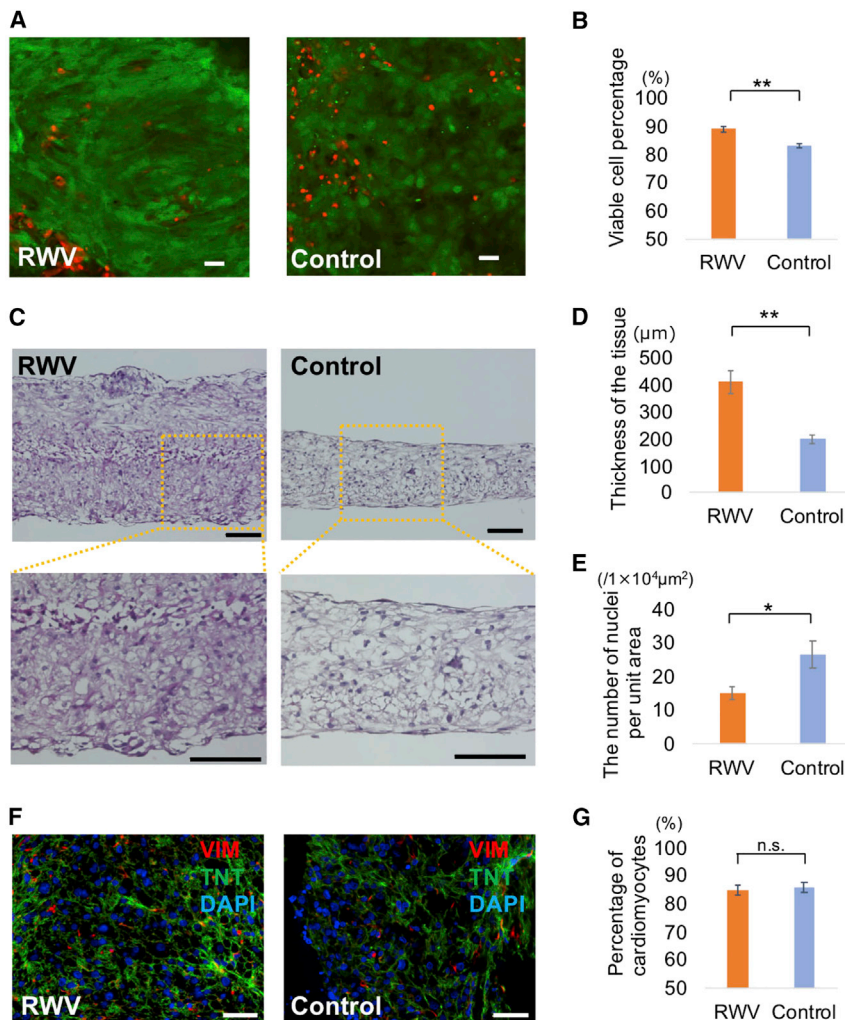 A
RWV
Control
B
(%)
Viable cell percentage
100
90
80
70
60
50
**
RWV
Control
C
RWV
Control
D
(μm)
Thickness of the tissue
500
400
300
200
100
0
**
RWV
Control
E
(/1×10⁴μm²)
The number of nuclei
per unit area
40
30
20
10
0
*
RWV
Control
F
VIM
TNT
DAPI
RWV
VIM
TNT
DAPI
Control
G
(%)
Percentage of
cardiomyocytes
100
90
80
70
60
50
n.s.
RWV
Control